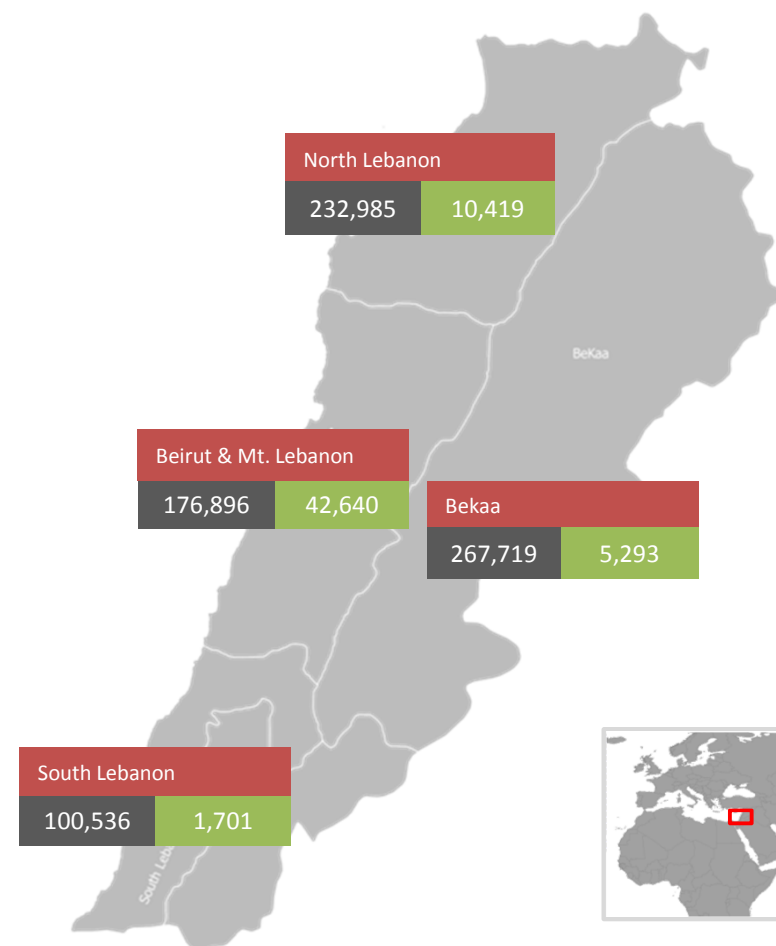 North Lebanon
232,985 10,419
BeKaa
Beirut & Mt. Lebanon
176,896 42,640
Bekaa
267,719 5,293
South Lebanon
100,536 1,701
South